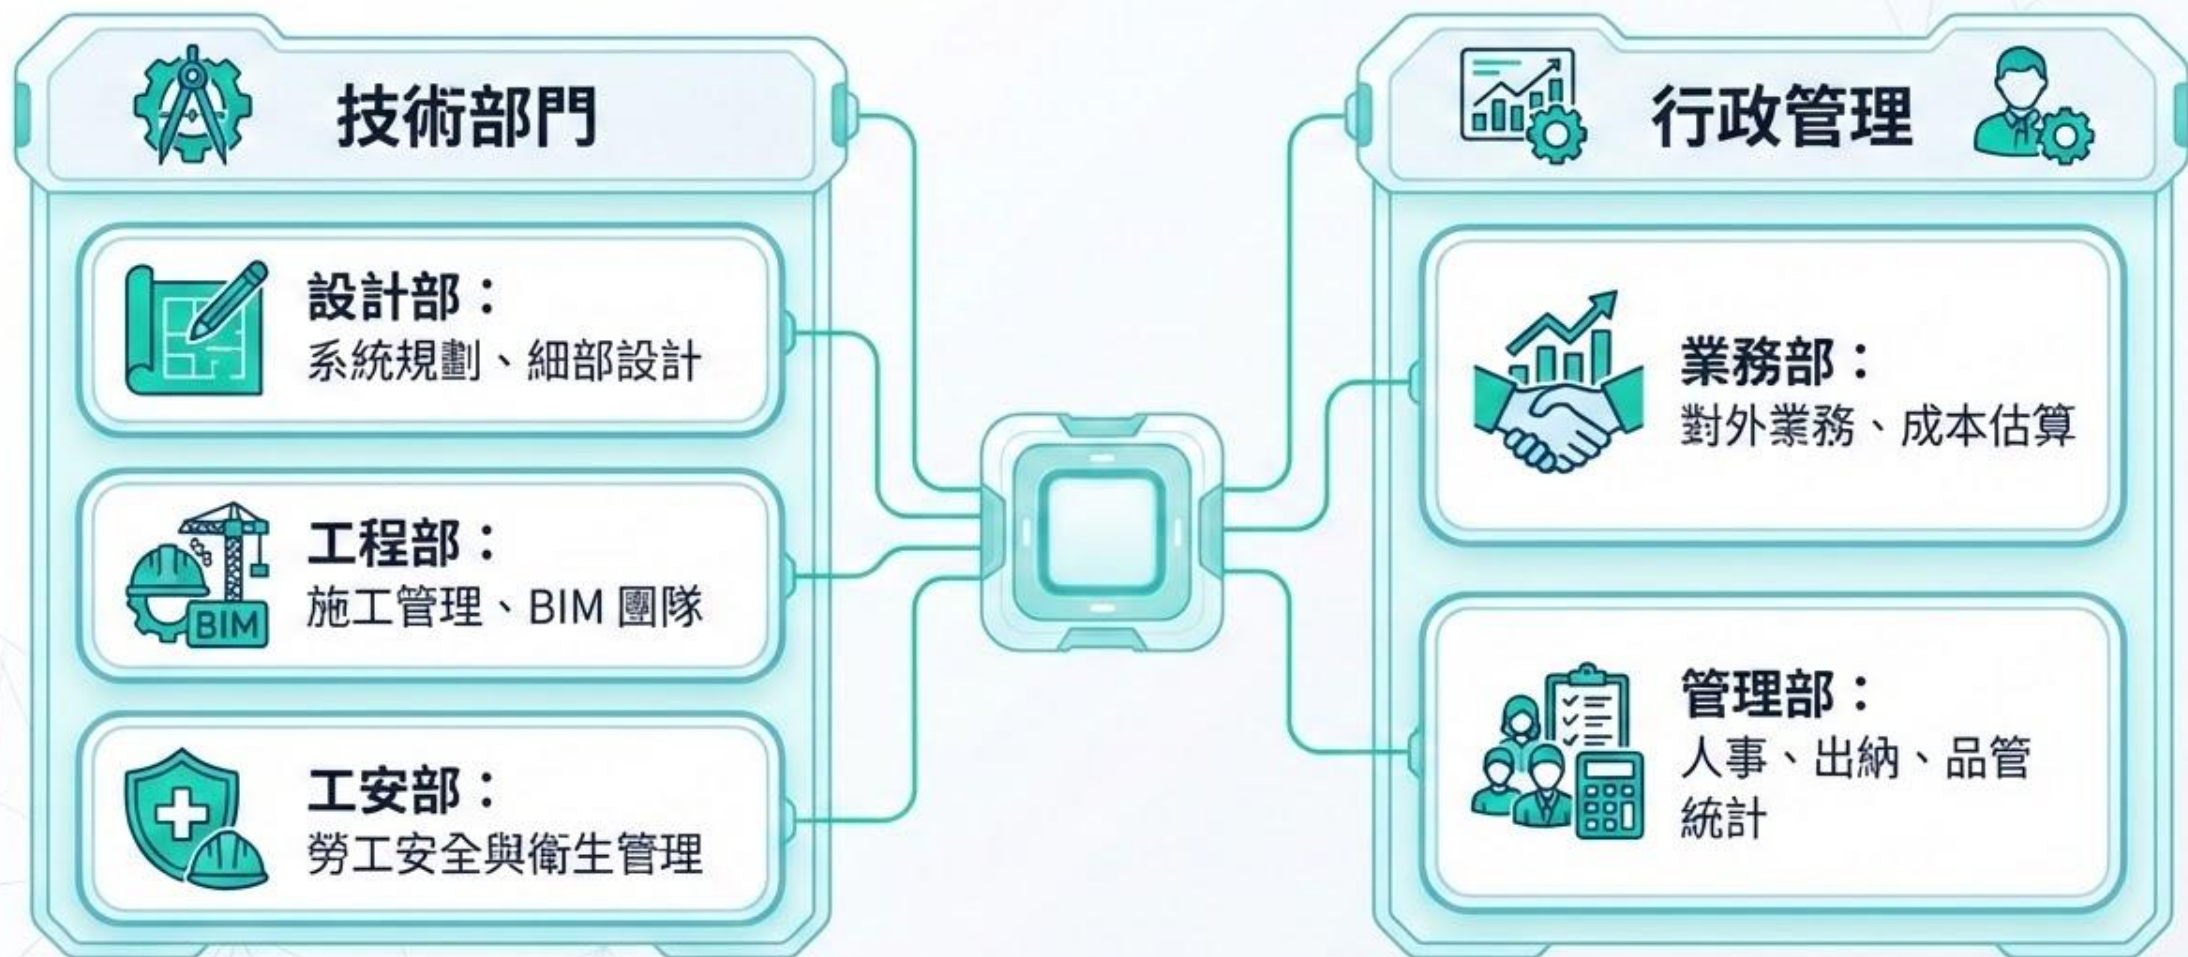 技術部門
設計部：
系統規劃、細部設計
工程部：
BIM
施工管理、BIM 團隊
工安部：
勞工安全與衛生管理
行政管理
業務部：
對外業務、成本估算
管理部：
人事、出納、品管
統計